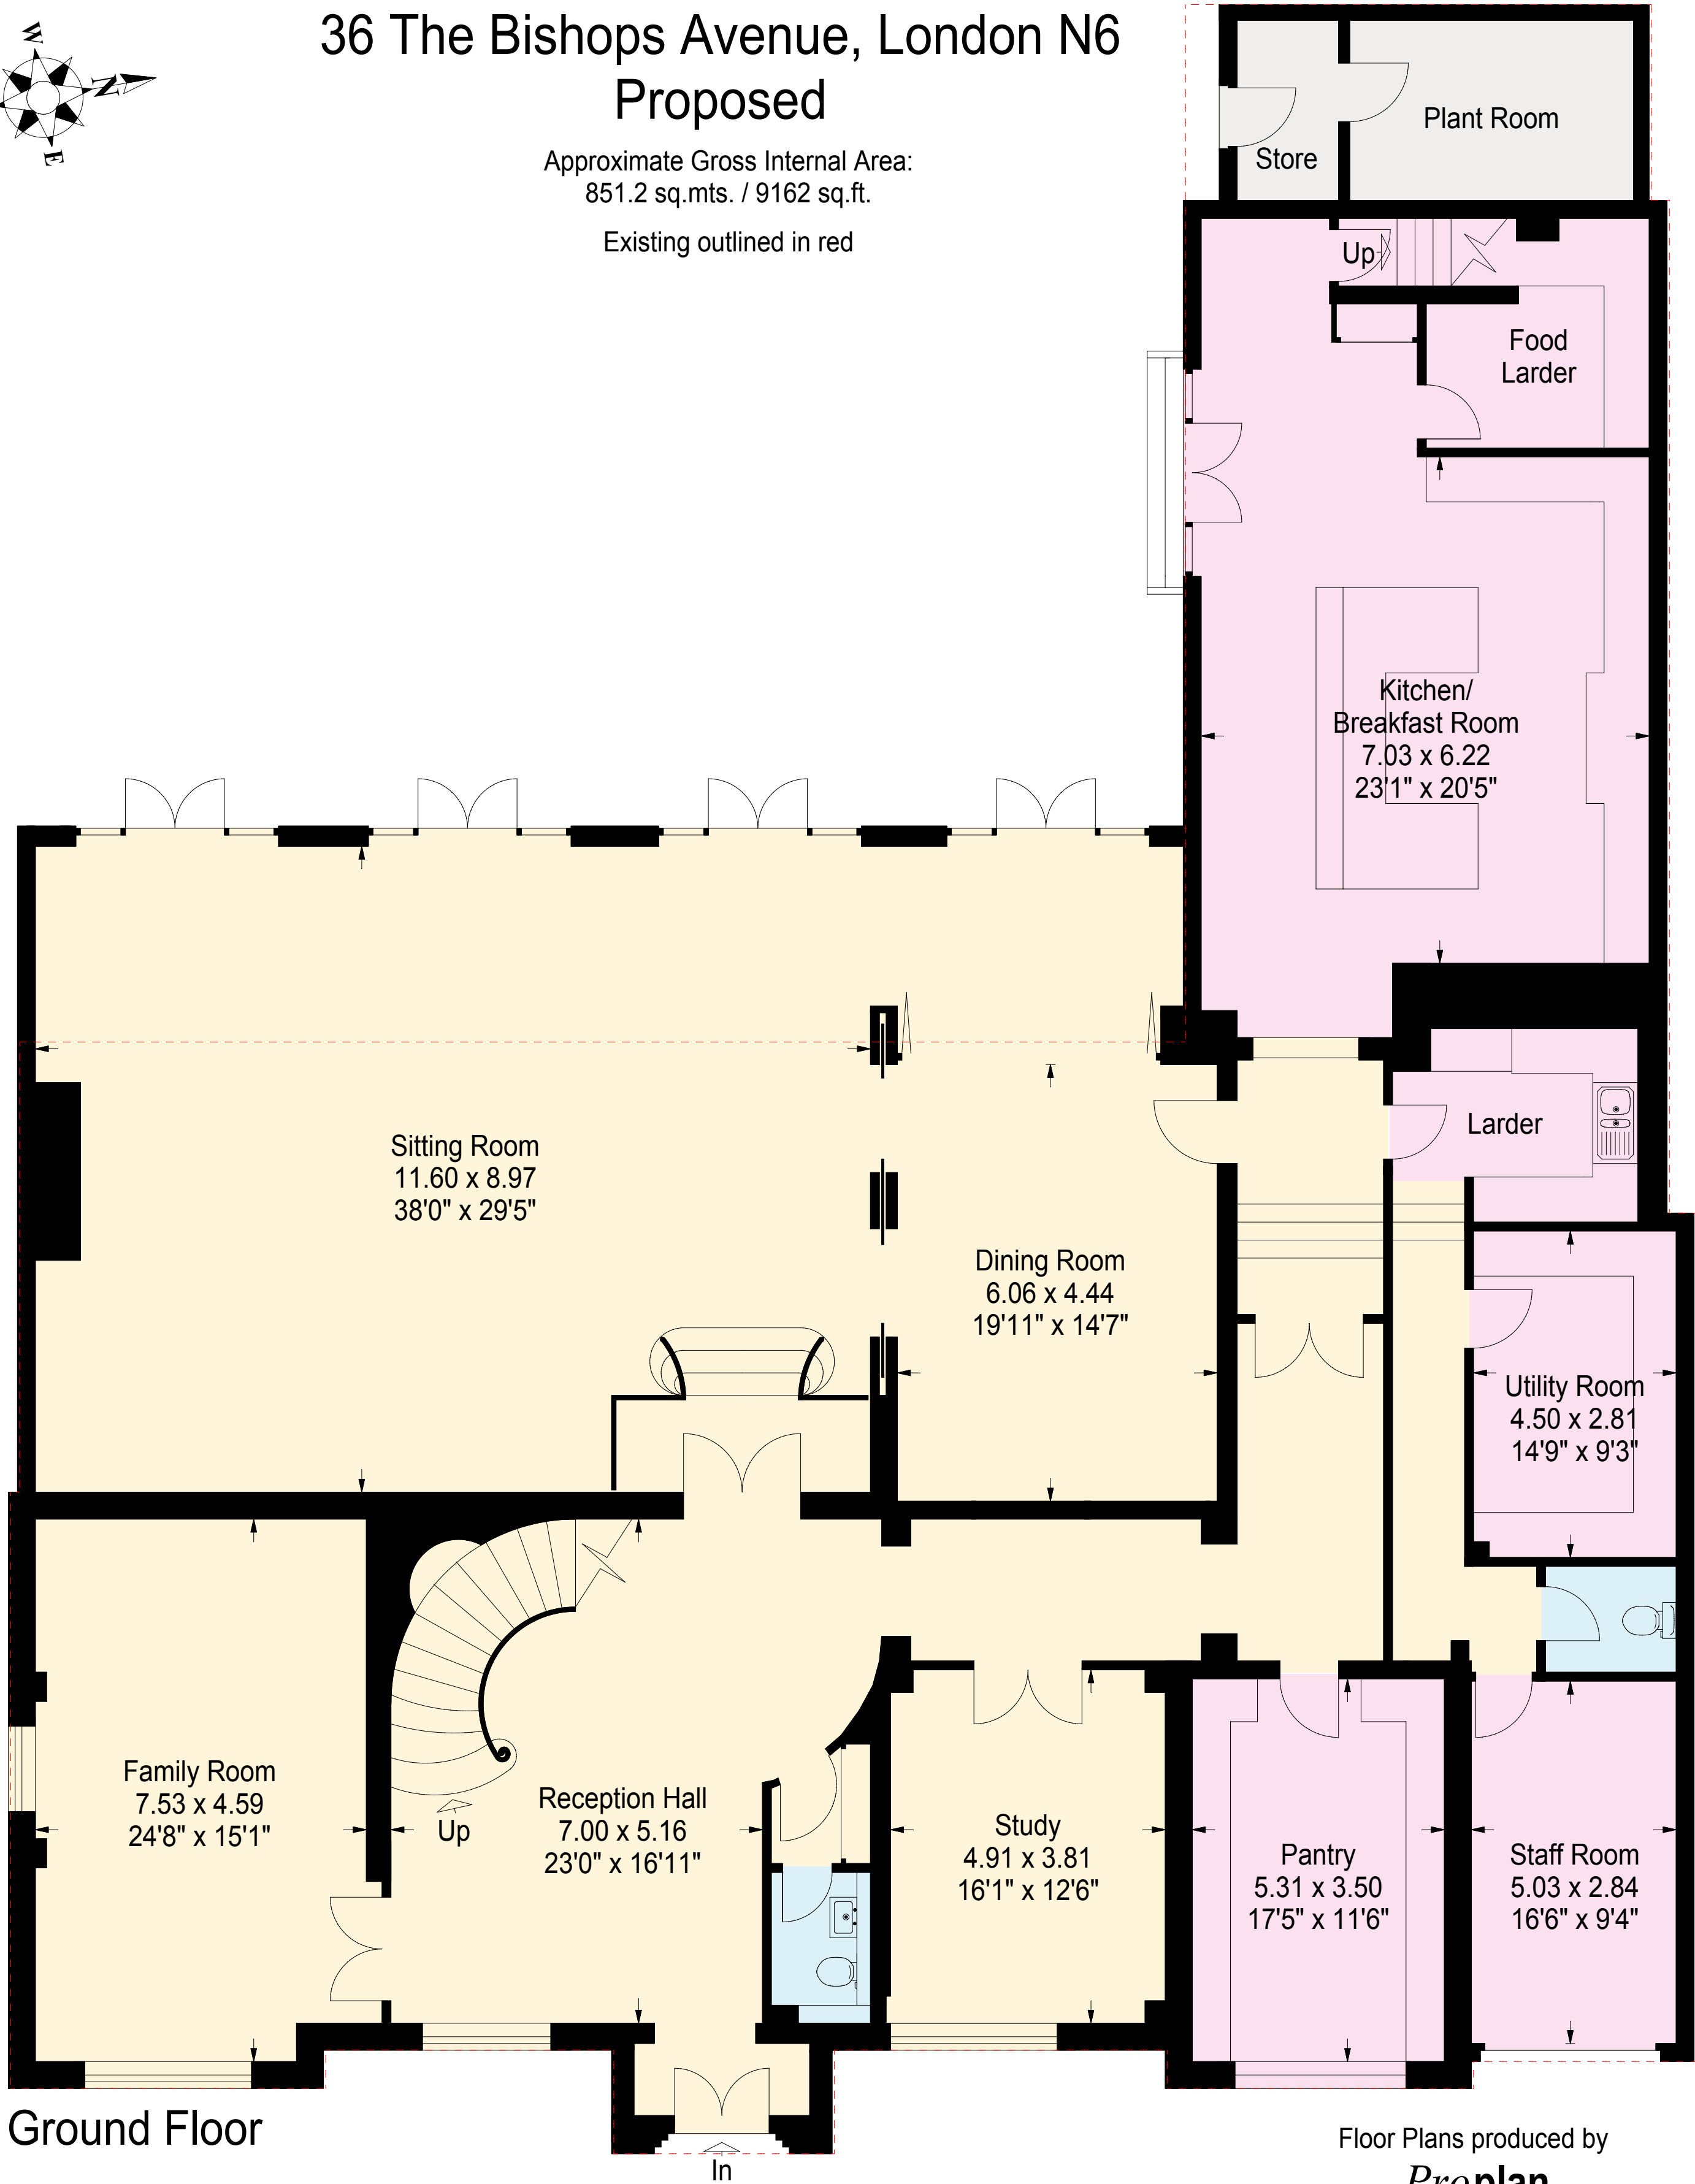 36 The Bishops Avenue, London N6
Proposed
Approximate Gross Internal Area:
851.2 sq.mts. / 9162 sq.ft.
Existing outlined in red
W
N
E
Plant Room
Store
Up
Food
Larder
Kitchen/
Breakfast Room
7.03 x 6.22
23'1" x 20'5"
Larder
Sitting Room
11.60 x 8.97
38'0" x 29'5"
Dining Room
6.06 x 4.44
19'11" x 14'7"
Utility Room
4.50 x 2.81
14'9" x 9'3"
Family Room
7.53 x 4.59
24'8" x 15'1"
Up
Reception Hall
7.00 x 5.16
23'0" x 16'11"
Study
4.91 x 3.81
16'1" x 12'6"
Pantry
5.31 x 3.50
17'5" x 11'6"
Staff Room
5.03 x 2.84
16'6" x 9'4"
Ground Floor
In
Floor Plans produced by
Proplan